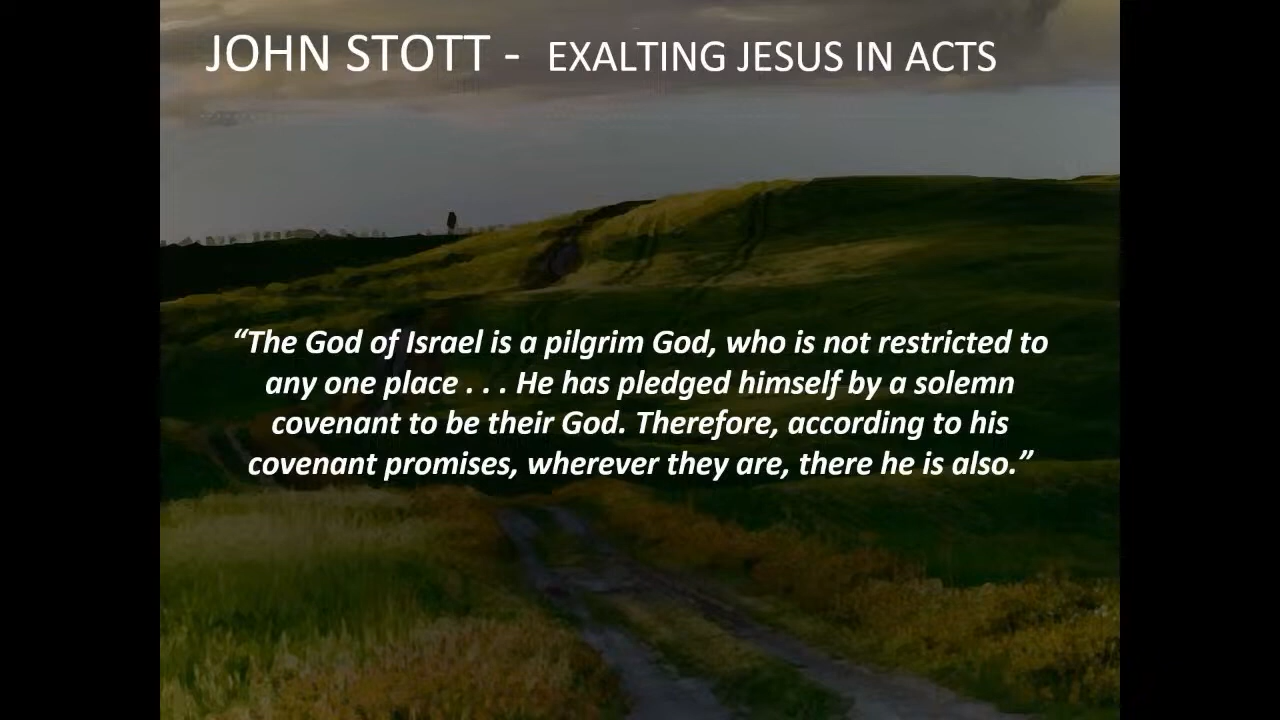 JOHN STOTT - EXALTING JESUS IN ACTS
“The God of Israel is a pilgrim God, who is not restricted to
any one place . . . He has pledged himself by a solemn
covenant to be their God. Therefore, according to his
covenant promises, wherever they are, there he is also.”